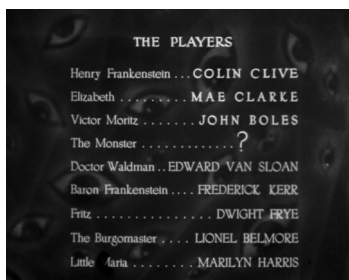 THE PLAYERS
Henry Frankenstein ... COLIN CLIVE
Elizabeth ......... MAE CLARKE
Victor Moritz ....... JOHN BOLES
The Monster .............?
Doctor Waldman .. EDWARD VAN SLOAN
Baron Frankenstein .... FREDERICK KERR
Fritz ................ DWIGHT FRYE
The Burgomaster .... LIONEL BELMORE
Little Maria ........ MARILYN HARRIS